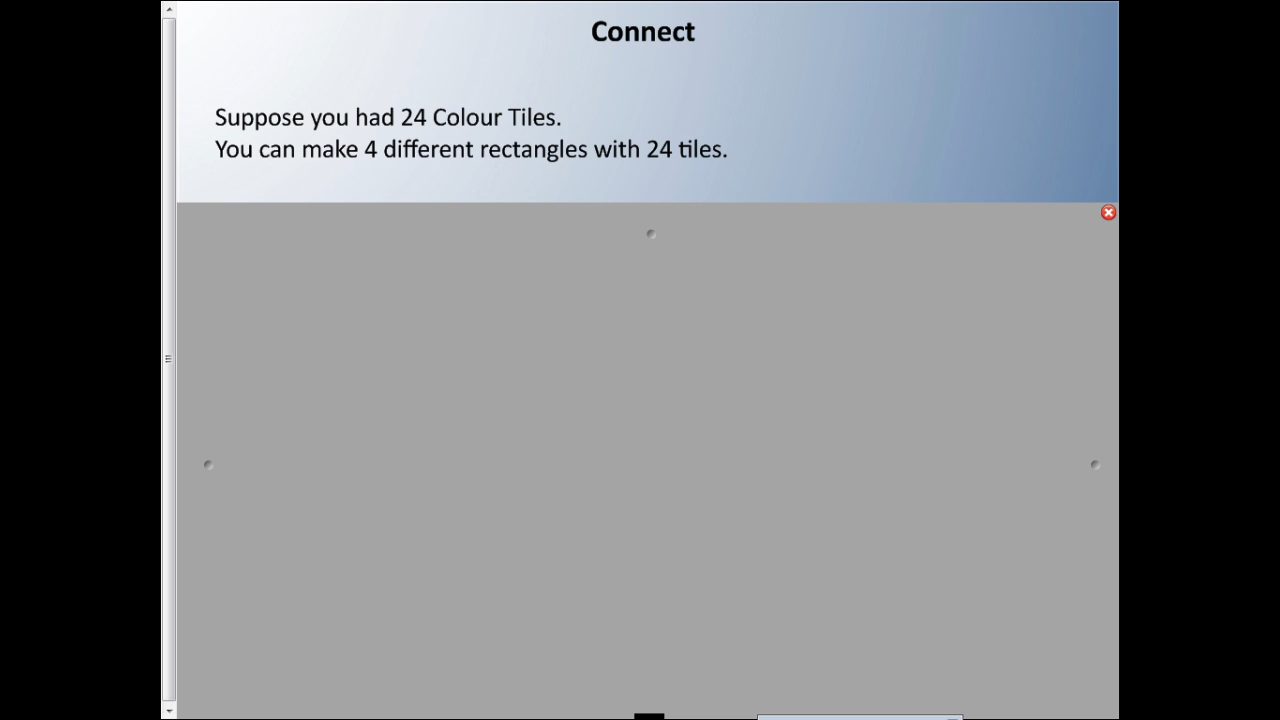 Connect
Suppose you had 24 Colour Tiles.
You can make 4 different rectangles with 24 tiles.